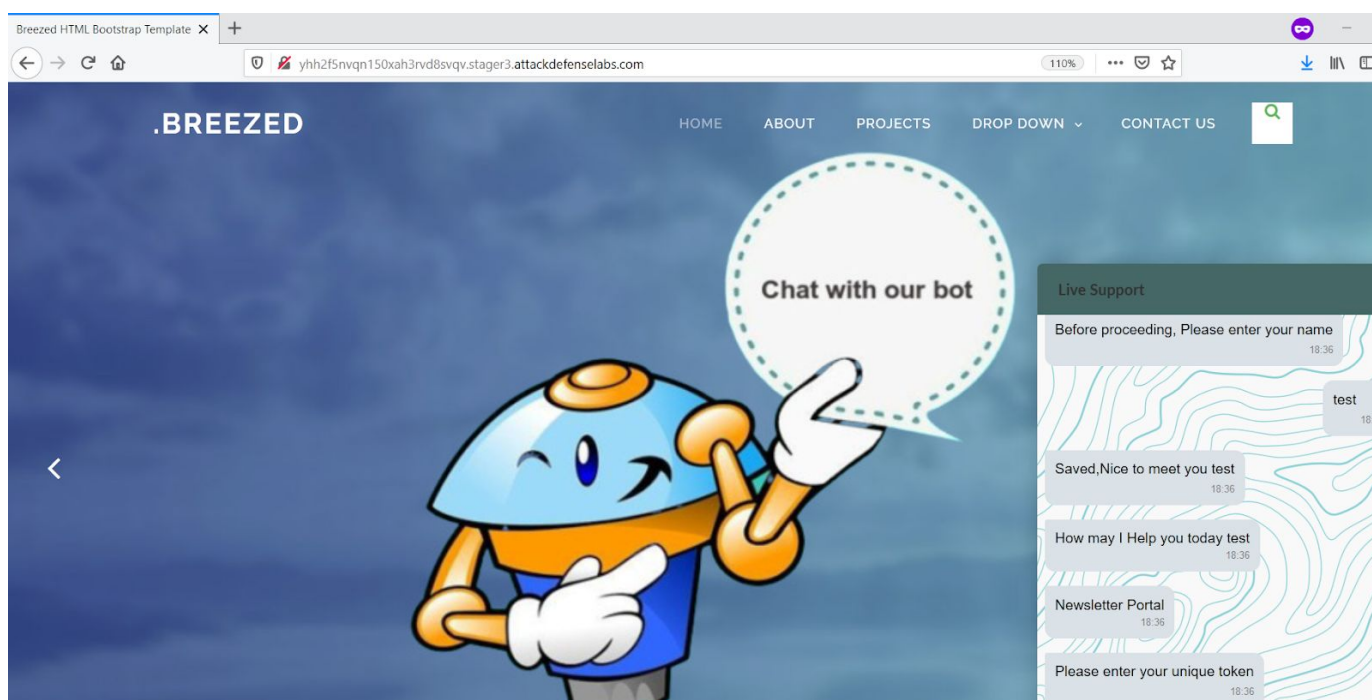 Breezed HTML Bootstrap Template
yhh2f5nvqn150xah3rvd8svqv.stager3.attackdefenselabs.com
110%
.BREEZED
HOME ABOUT PROJECTS DROP DOWN CONTACT US
Chat with our bot
Live Support
Before proceeding, Please enter your name
18:36
test
18
Saved,Nice to meet you test
18:36
How may I Help you today test
18:36
Newsletter Portal
18:36
Please enter your unique token
18:36